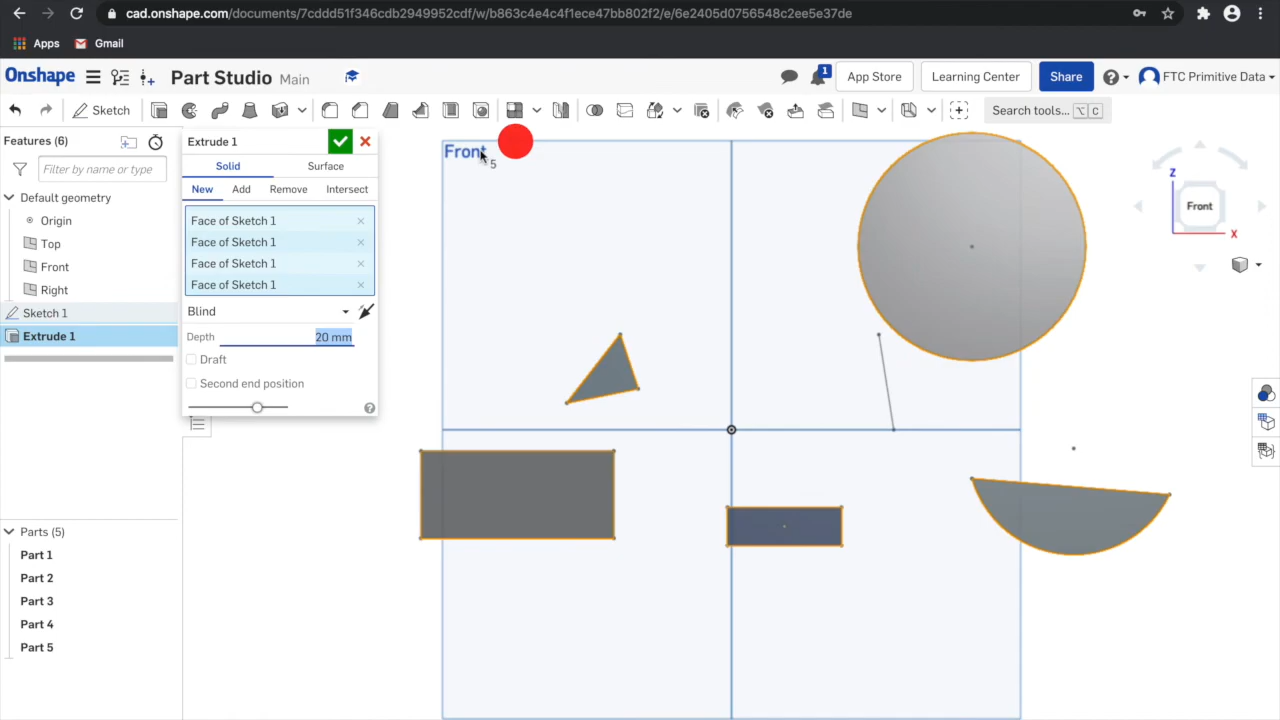 cad.onshape.com/documents/7cddd51f346cdb2949952cdf/w/b863c4e4c4f1ece47bb802f2/e/6e2405d0756548c2ee5e37de
Apps Gmail
Onshape Part Studio Main 1 App Store Learning Center Share FTC Primitive Data
Sketch Search tools... ⌥ C
Features (6)
Filter by name or type
Default geometry
Origin
Top
Front
Right
Sketch 1
Extrude 1
Parts (5)
Part 1
Part 2
Part 3
Part 4
Part 5
Extrude 1
Solid Surface
New Add Remove Intersect
Face of Sketch 1
Face of Sketch 1
Face of Sketch 1
Face of Sketch 1
Blind
Depth 20 mm
Draft
Second end position
Front
5
Z
Front
X